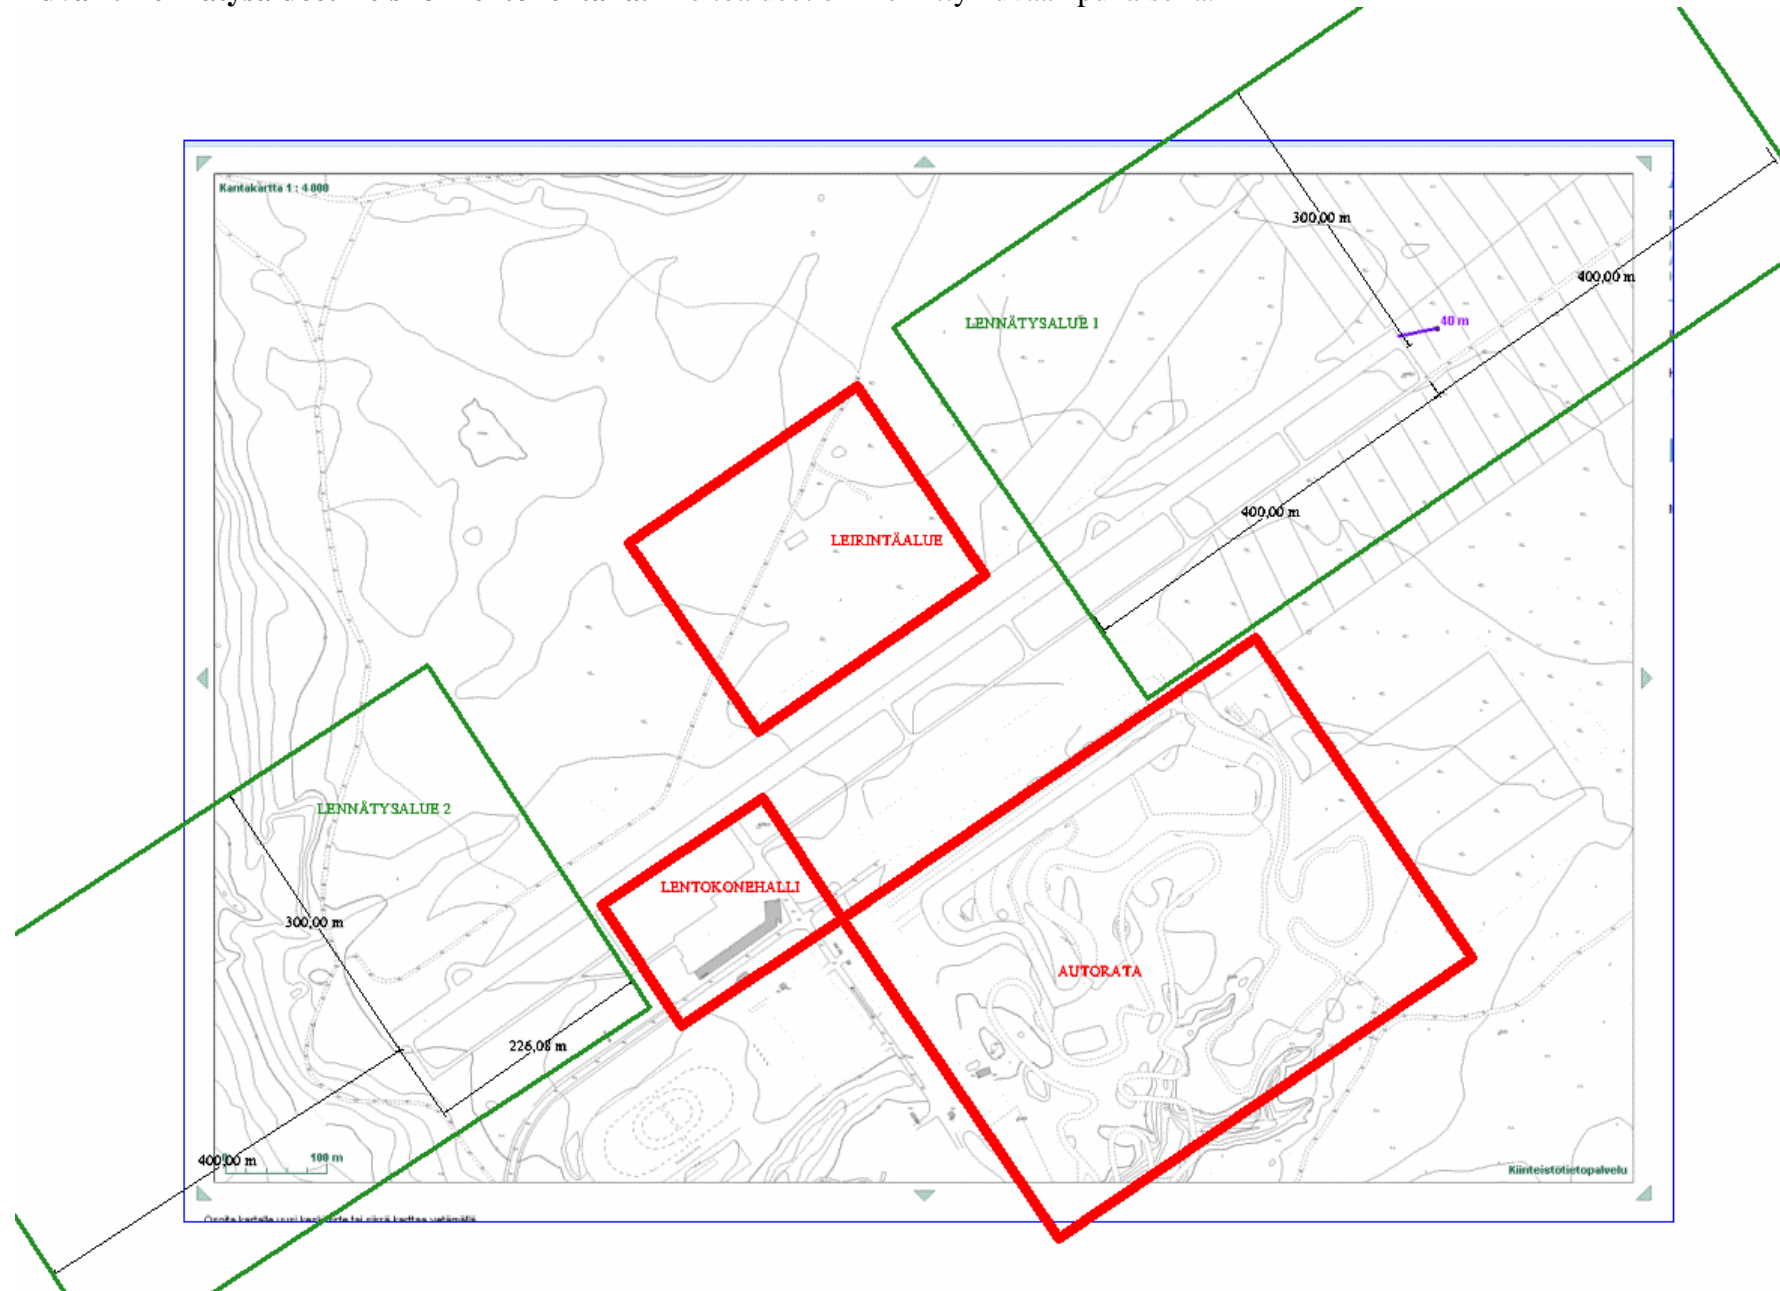 Kantakartta 1 : 4 000
300,00 m
400,00 m
LENNÄTYSALUE 1
40 m
400,00 m
LEIRINTÄALUE
LENNÄTYSALUE 2
LENTOKONEHALLI
300,00 m
AUTORATA
226,08 m
400,00 m
100 m
Kiinteistötietopalvelu